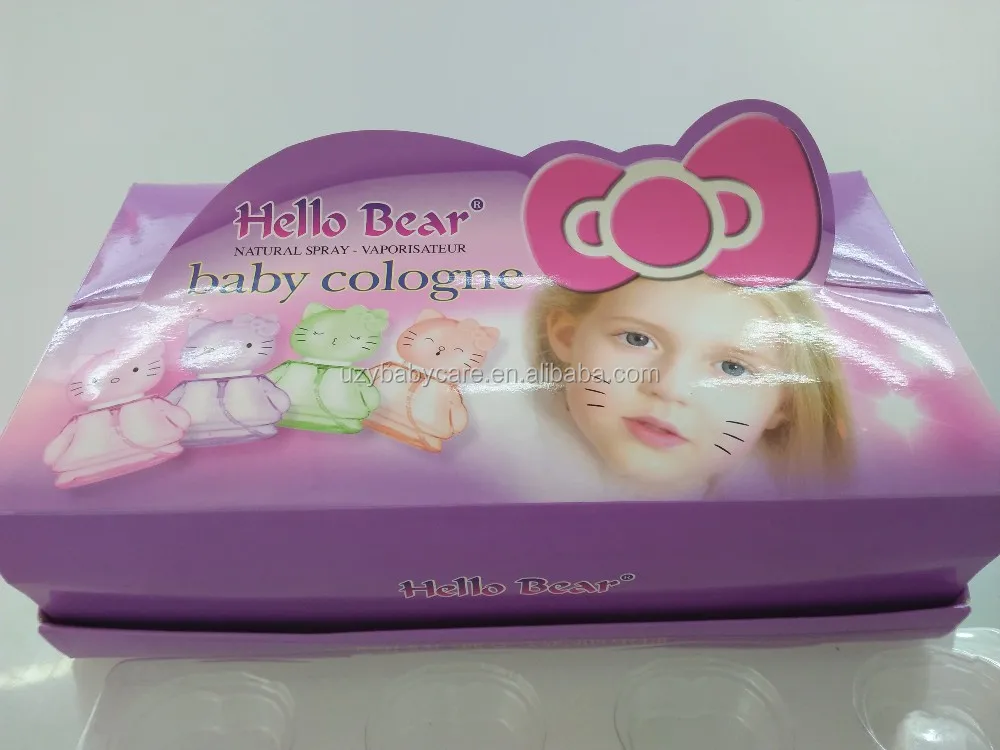 Hello Bear®
NATURAL SPRAY - VAPORISATEUR
baby cologne
uzybabycare.en.alibaba.com
Hello Bear®